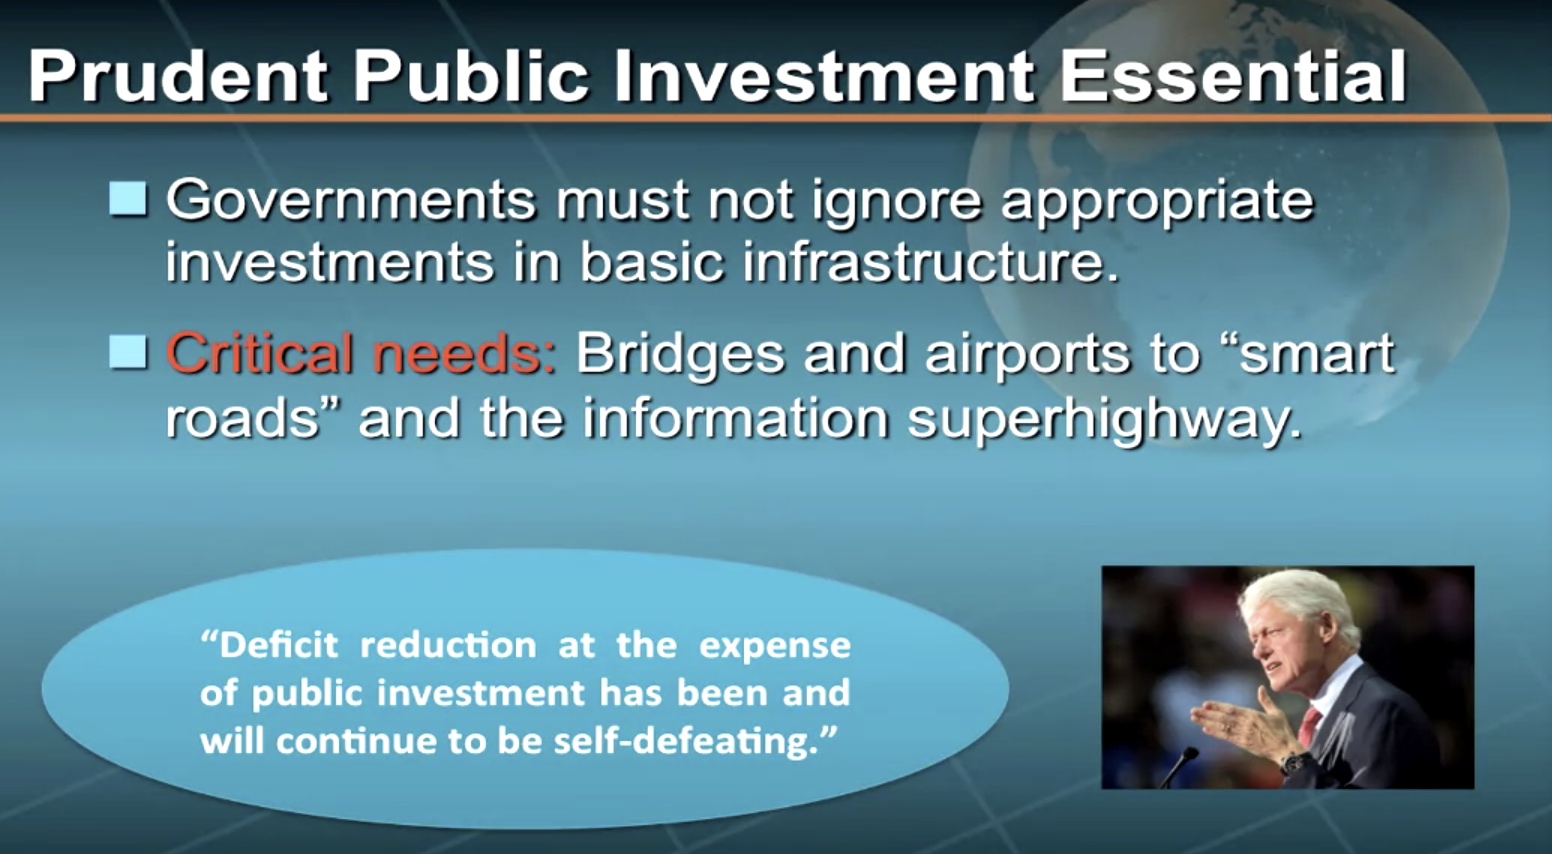 Prudent Public Investment Essential
Governments must not ignore appropriate
investments in basic infrastructure.
Critical needs: Bridges and airports to “smart
roads” and the information superhighway.
“Deficit reduction at the expense
of public investment has been and
will continue to be self-defeating.”